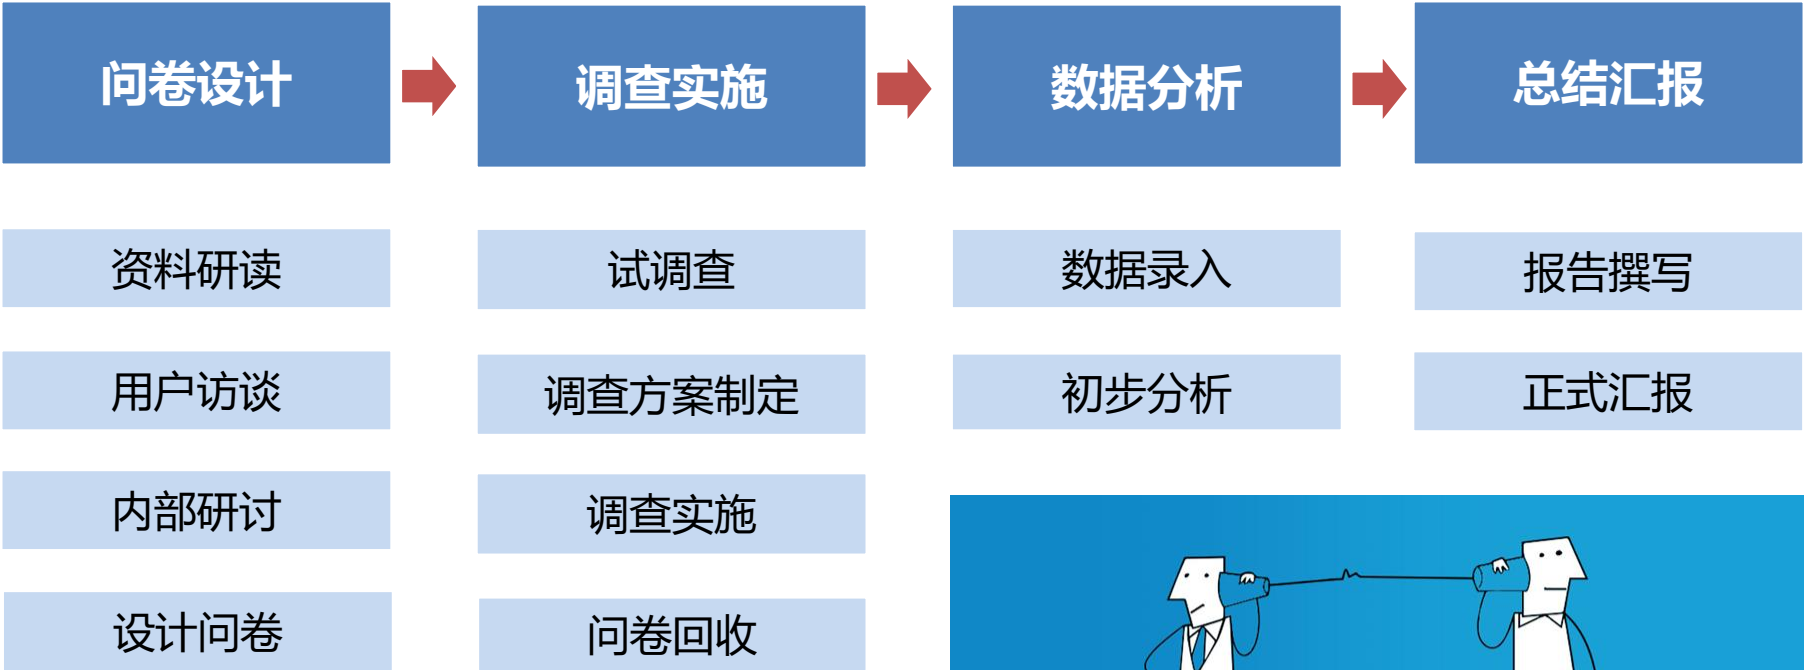 问卷设计
调查实施
数据分析
总结汇报
资料研读
试调查
数据录入
报告撰写
用户访谈
调查方案制定
初步分析
正式汇报
内部研讨
调查实施
设计问卷
问卷回收